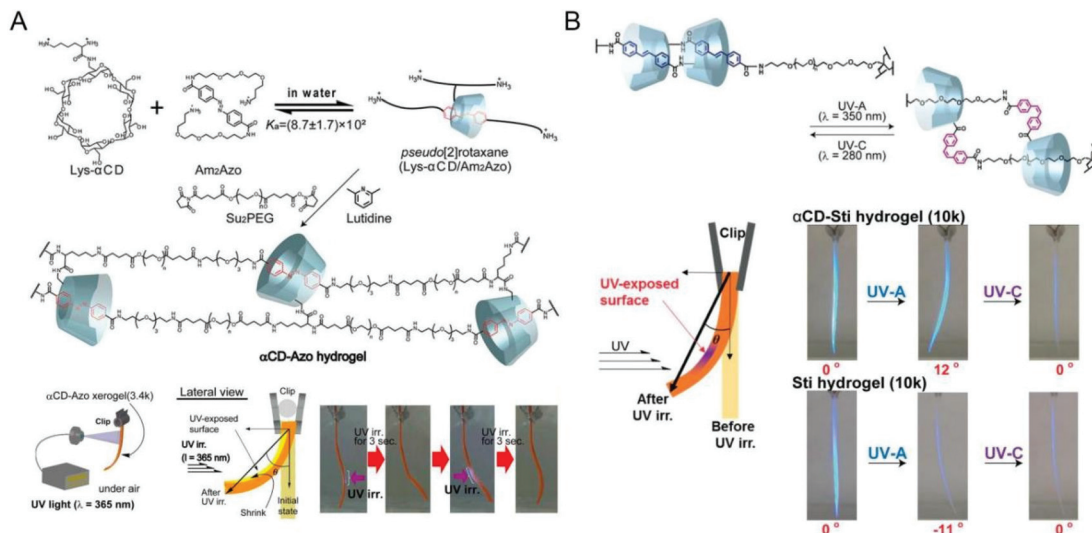 A
in water
Ka=(8.7±1.7)×10²
Lys-αCD
Am₂Azo
pseudo[2]rotaxane
(Lys-αCD/Am₂Azo)
Su₂PEG
Lutidine
αCD-Azo hydrogel
αCD-Azo xerogel(3.4k)
Clip
under air
UV light (λ = 365 nm)
Lateral view
Clip
UV-exposed
surface
UV irr.
(l = 365 nm)
θ
After
UV irr.
Shrink
Initial
state
UV irr.
for 3 sec.
UV irr.
UV irr.
for 3 sec.
UV irr.
B
UV-A
(λ = 350 nm)
UV-C
(λ = 280 nm)
Clip
UV-exposed
surface
UV
θ
After
UV irr.
Before
UV irr.
αCD-Sti hydrogel (10k)
UV-A
UV-C
0 °
12 °
0 °
Sti hydrogel (10k)
UV-A
UV-C
0 °
-11 °
0 °